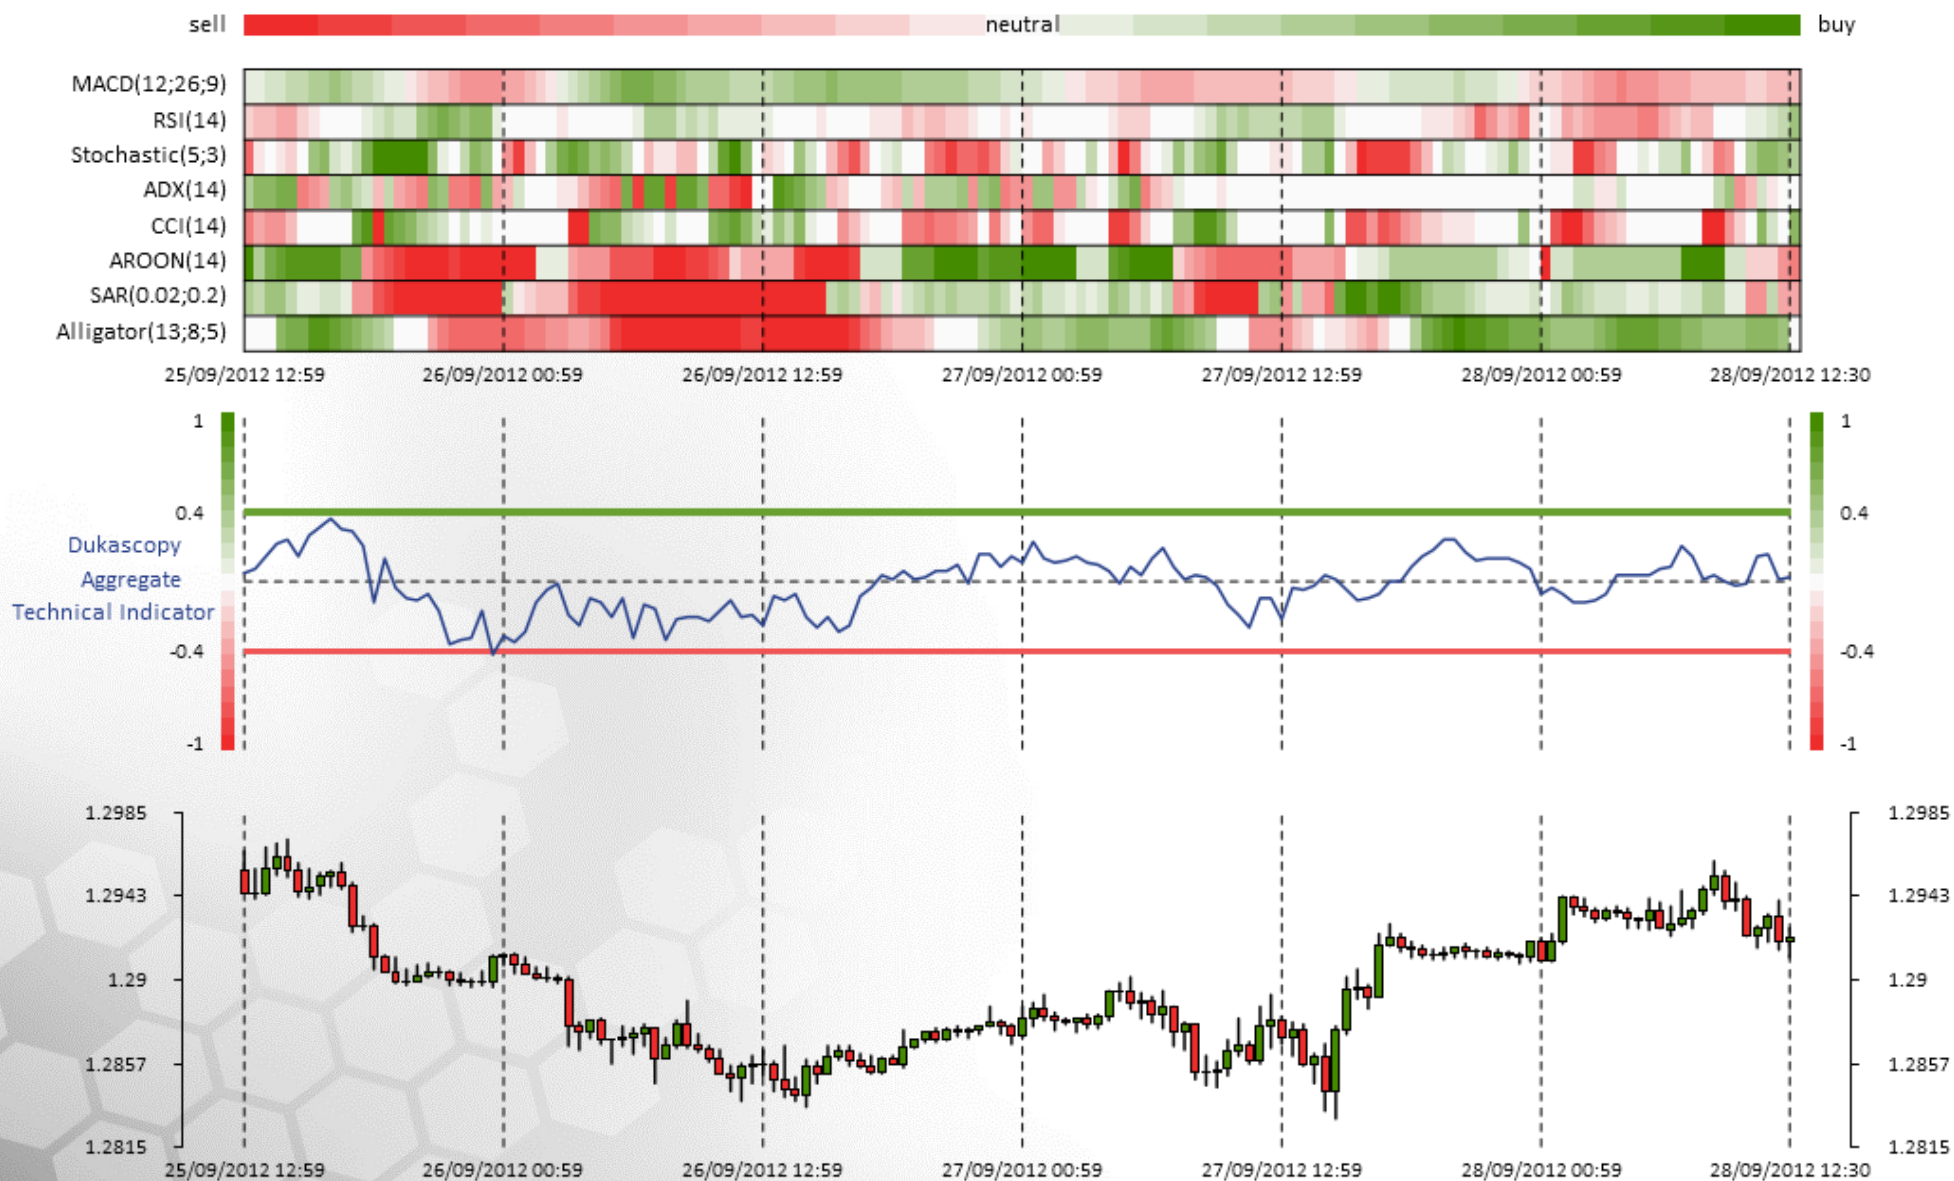 sell neutral buy
MACD(12;26;9)
RSI(14)
Stochastic(5;3)
ADX(14)
CCI(14)
AROON(14)
SAR(0.02;0.2)
Alligator(13;8;5)
25/09/2012 12:59 26/09/2012 00:59 26/09/2012 12:59 27/09/2012 00:59 27/09/2012 12:59 28/09/2012 00:59 28/09/2012 12:30
1 1
0.4 0.4
Dukascopy
Aggregate
Technical Indicator
-0.4 -0.4
-1 -1
1.2985 1.2985
1.2943 1.2943
1.29 1.29
1.2857 1.2857
1.2815 1.2815
25/09/2012 12:59 26/09/2012 00:59 26/09/2012 12:59 27/09/2012 00:59 27/09/2012 12:59 28/09/2012 00:59 28/09/2012 12:30